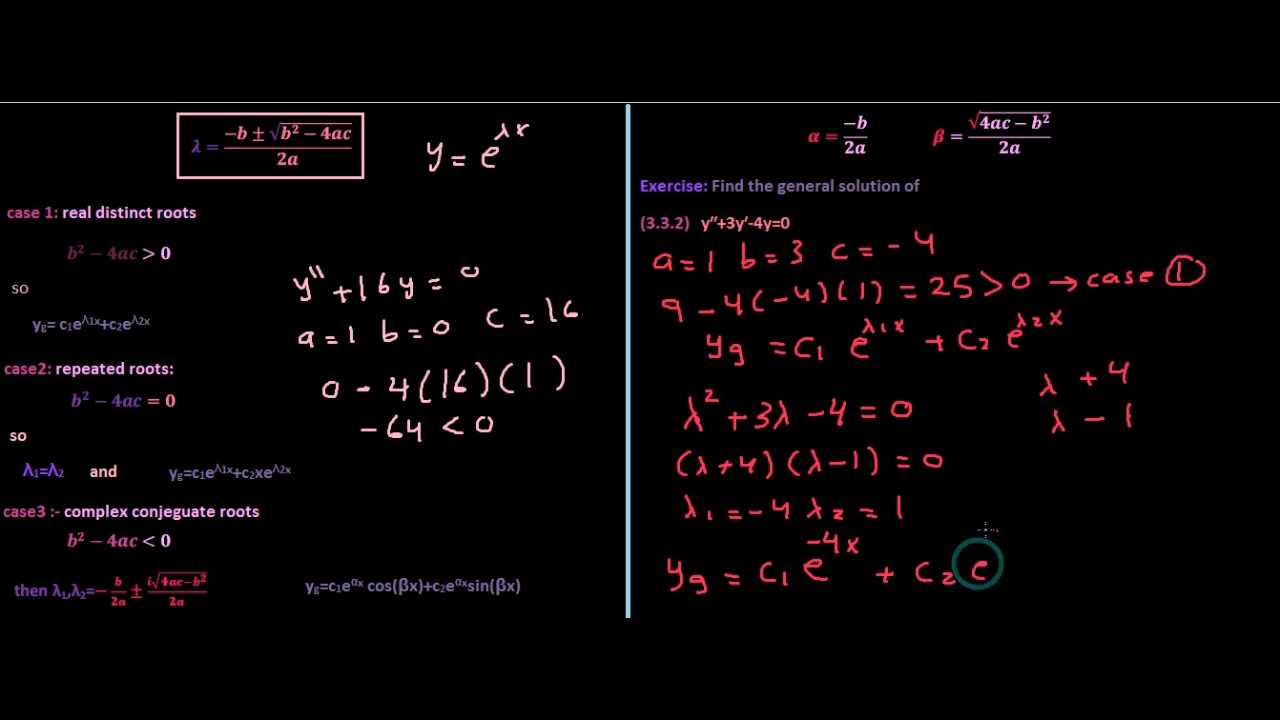 λ = −b ± √b² − 4ac / 2a
y = e^λx
case 1: real distinct roots
b² − 4ac > 0
so
yg= c₁e^λ1x+c₂e^λ2x
case2: repeated roots:
b² − 4ac = 0
so
λ₁=λ₂ and yg=c₁e^λ1x+c₂xe^λ2x
case3 :- complex conjeguate roots
b² − 4ac < 0
then λ₁,λ₂=− b/2a ± i√4ac−b² / 2a
yg=c₁e^αx cos(βx)+c₂e^αxsin(βx)
y'' + 16y = 0
a = 1 b = 0 c = 16
0 − 4(16)(1)
−64 < 0
α = −b / 2a β = √4ac − b² / 2a
Exercise: Find the general solution of
(3.3.2) y''+3y'-4y=0
a = 1 b = 3 c = −4
9 − 4(−4)(1) = 25 > 0 → case ①
yg = c₁ e^λ₁x + c₂ e^λ₂x
λ² + 3λ − 4 = 0
λ + 4
λ − 1
(λ+4)(λ−1) = 0
λ₁ = −4 λ₂ = 1
yg = c₁ e^−4x + c₂ e